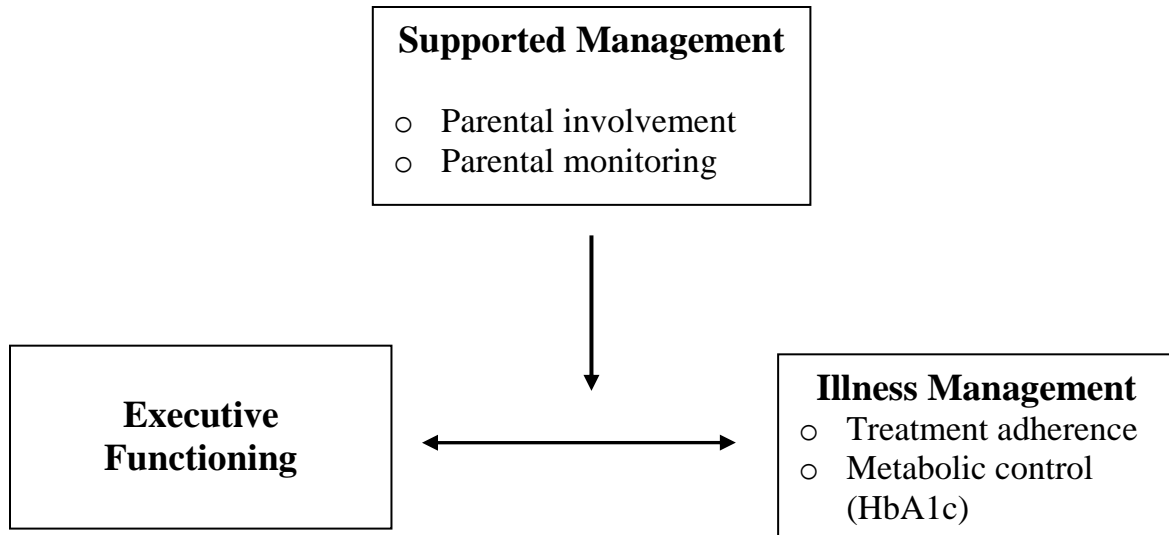 Supported Management
o Parental involvement
o Parental monitoring
Executive
Functioning
Illness Management
o Treatment adherence
o Metabolic control
(HbA1c)